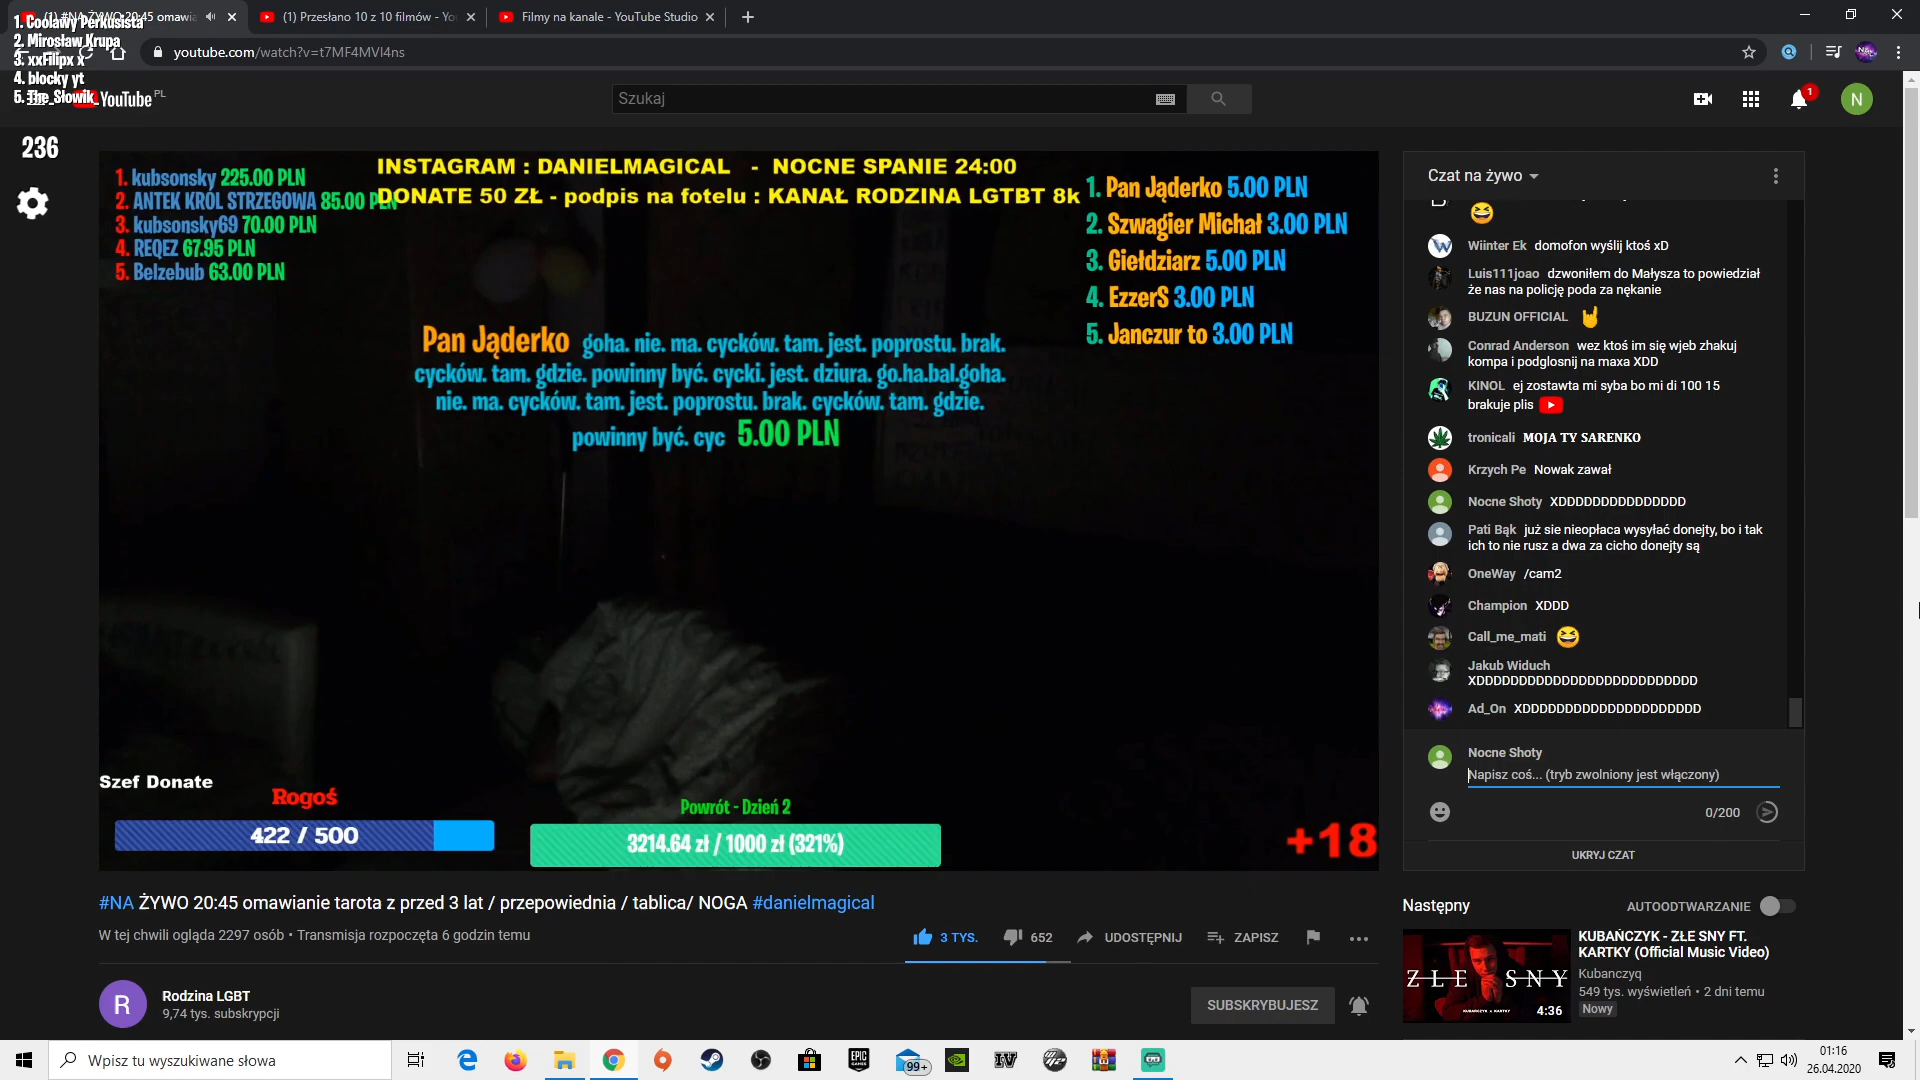 (1) #NA ŻYWO 20:45 omawia
(1) Przesłano 10 z 10 filmów - Yo
Filmy na kanale - YouTube Studio
1. Coolawy Perkusista
2. Mirosław Krupa
3. xxFilipx x
4. blocky yt
5. The_Słowik_
youtube.com/watch?v=t7MF4MVl4ns
YouTube PL
Szukaj
1
N
236
INSTAGRAM : DANIELMAGICAL - NOCNE SPANIE 24:00
DONATE 50 ZŁ - podpis na fotelu : KANAŁ RODZINA LGTBT 8k
1. kubsonsky 225.00 PLN
2. ANTEK KRÓL STRZEGOWA 85.00 PLN
3. kubsonsky69 70.00 PLN
4. REQEZ 67.95 PLN
5. Belzebub 63.00 PLN
1. Pan Jąderko 5.00 PLN
2. Szwagier Michał 3.00 PLN
3. Giełdziarz 5.00 PLN
4. EzzerS 3.00 PLN
5. Janczur to 3.00 PLN
Pan Jąderko goha. nie. ma. cycków. tam. jest. poprostu. brak.
cycków. tam. gdzie. powinny być. cycki. jest. dziura. go.ha.bal.goha.
nie. ma. cycków. tam. jest. poprostu. brak. cycków. tam. gdzie.
powinny być. cyc 5.00 PLN
Szef Donate
Rogoś
422 / 500
Powrót - Dzień 2
3214.64 zł / 1000 zł (321%)
+18
#NA ŻYWO 20:45 omawianie tarota z przed 3 lat / przepowiednia / tablica/ NOGA #danielmagical
W tej chwili ogląda 2297 osób • Transmisja rozpoczęta 6 godzin temu
3 TYS.
652
UDOSTĘPNIJ
ZAPISZ
R
Rodzina LGBT
9,74 tys. subskrypcji
SUBSKRYBUJESZ
Czat na żywo
Wiinter Ek domofon wyślij ktoś xD
Luis111joao dzwoniłem do Małysza to powiedział
że nas na policję poda za nękanie
BUZUN OFFICIAL
Conrad Anderson wez ktoś im się wjeb zhakuj
kompa i podglosnij na maxa XDD
KINOL ej zostawta mi syba bo mi di 100 15
brakuje plis
tronicali MOJA TY SARENKO
Krzych Pe Nowak zawał
Nocne Shoty XDDDDDDDDDDDDDDD
Pati Bąk już sie nieopłaca wysyłać donejty, bo i tak
ich to nie rusz a dwa za cicho donejty są
OneWay /cam2
Champion XDDD
Call_me_mati
Jakub Widuch
XDDDDDDDDDDDDDDDDDDDDDDDDD
Ad_On XDDDDDDDDDDDDDDDDDDDDD
Nocne Shoty
Napisz coś... (tryb zwolniony jest włączony)
0/200
UKRYJ CZAT
Następny
AUTOODTWARZANIE
ZŁE SNY
KUBAŃCZYK X KARTKY
4:36
KUBAŃCZYK - ZŁE SNY FT.
KARTKY (Official Music Video)
Kubanczyq
549 tys. wyświetleń • 2 dni temu
Nowy
Wpisz tu wyszukiwane słowa
EPIC GAMES
99+
IV
01:16
26.04.2020